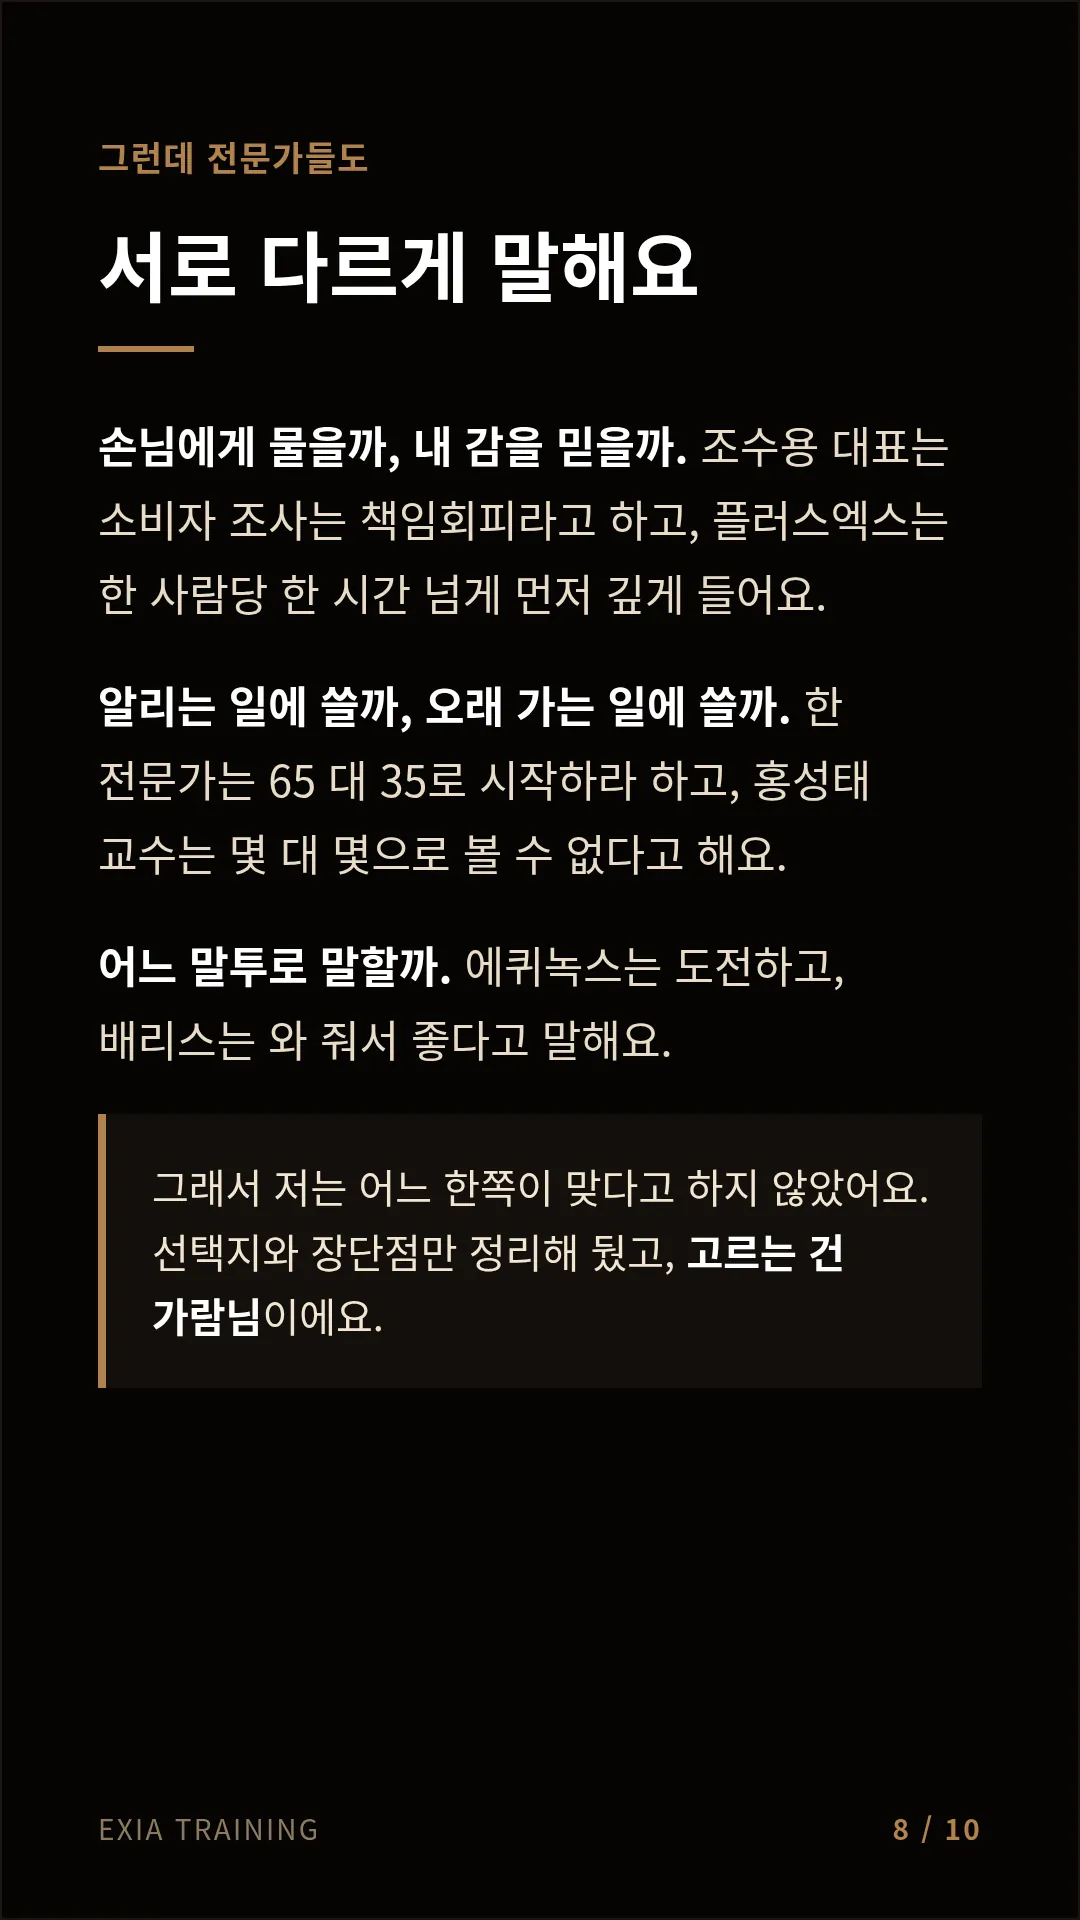 그런데 전문가들도
서로 다르게 말해요
손님에게 물을까, 내 감을 믿을까. 조수용 대표는
소비자 조사는 책임회피라고 하고, 플러스엑스는
한 사람당 한 시간 넘게 먼저 깊게 들어요.
알리는 일에 쓸까, 오래 가는 일에 쓸까. 한
전문가는 65 대 35로 시작하라 하고, 홍성태
교수는 몇 대 몇으로 볼 수 없다고 해요.
어느 말투로 말할까. 에퀴녹스는 도전하고,
배리스는 와 줘서 좋다고 말해요.
그래서 저는 어느 한쪽이 맞다고 하지 않았어요.
선택지와 장단점만 정리해 뒀고, 고르는 건
가람님이에요.
EXIA TRAINING
8 / 10